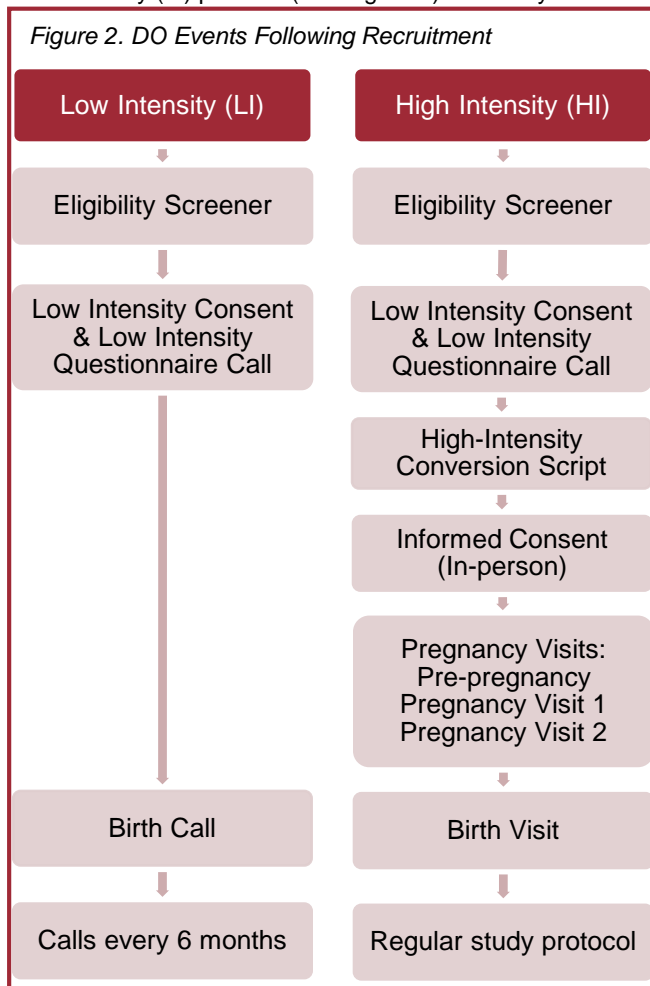 Figure 2. DO Events Following Recruitment
Low Intensity (LI)
Eligibility Screener
Low Intensity Consent
& Low Intensity
Questionnaire Call
Birth Call
Calls every 6 months
High Intensity (HI)
Eligibility Screener
Low Intensity Consent
& Low Intensity
Questionnaire Call
High-Intensity
Conversion Script
Informed Consent
(In-person)
Pregnancy Visits:
Pre-pregnancy
Pregnancy Visit 1
Pregnancy Visit 2
Birth Visit
Regular study protocol